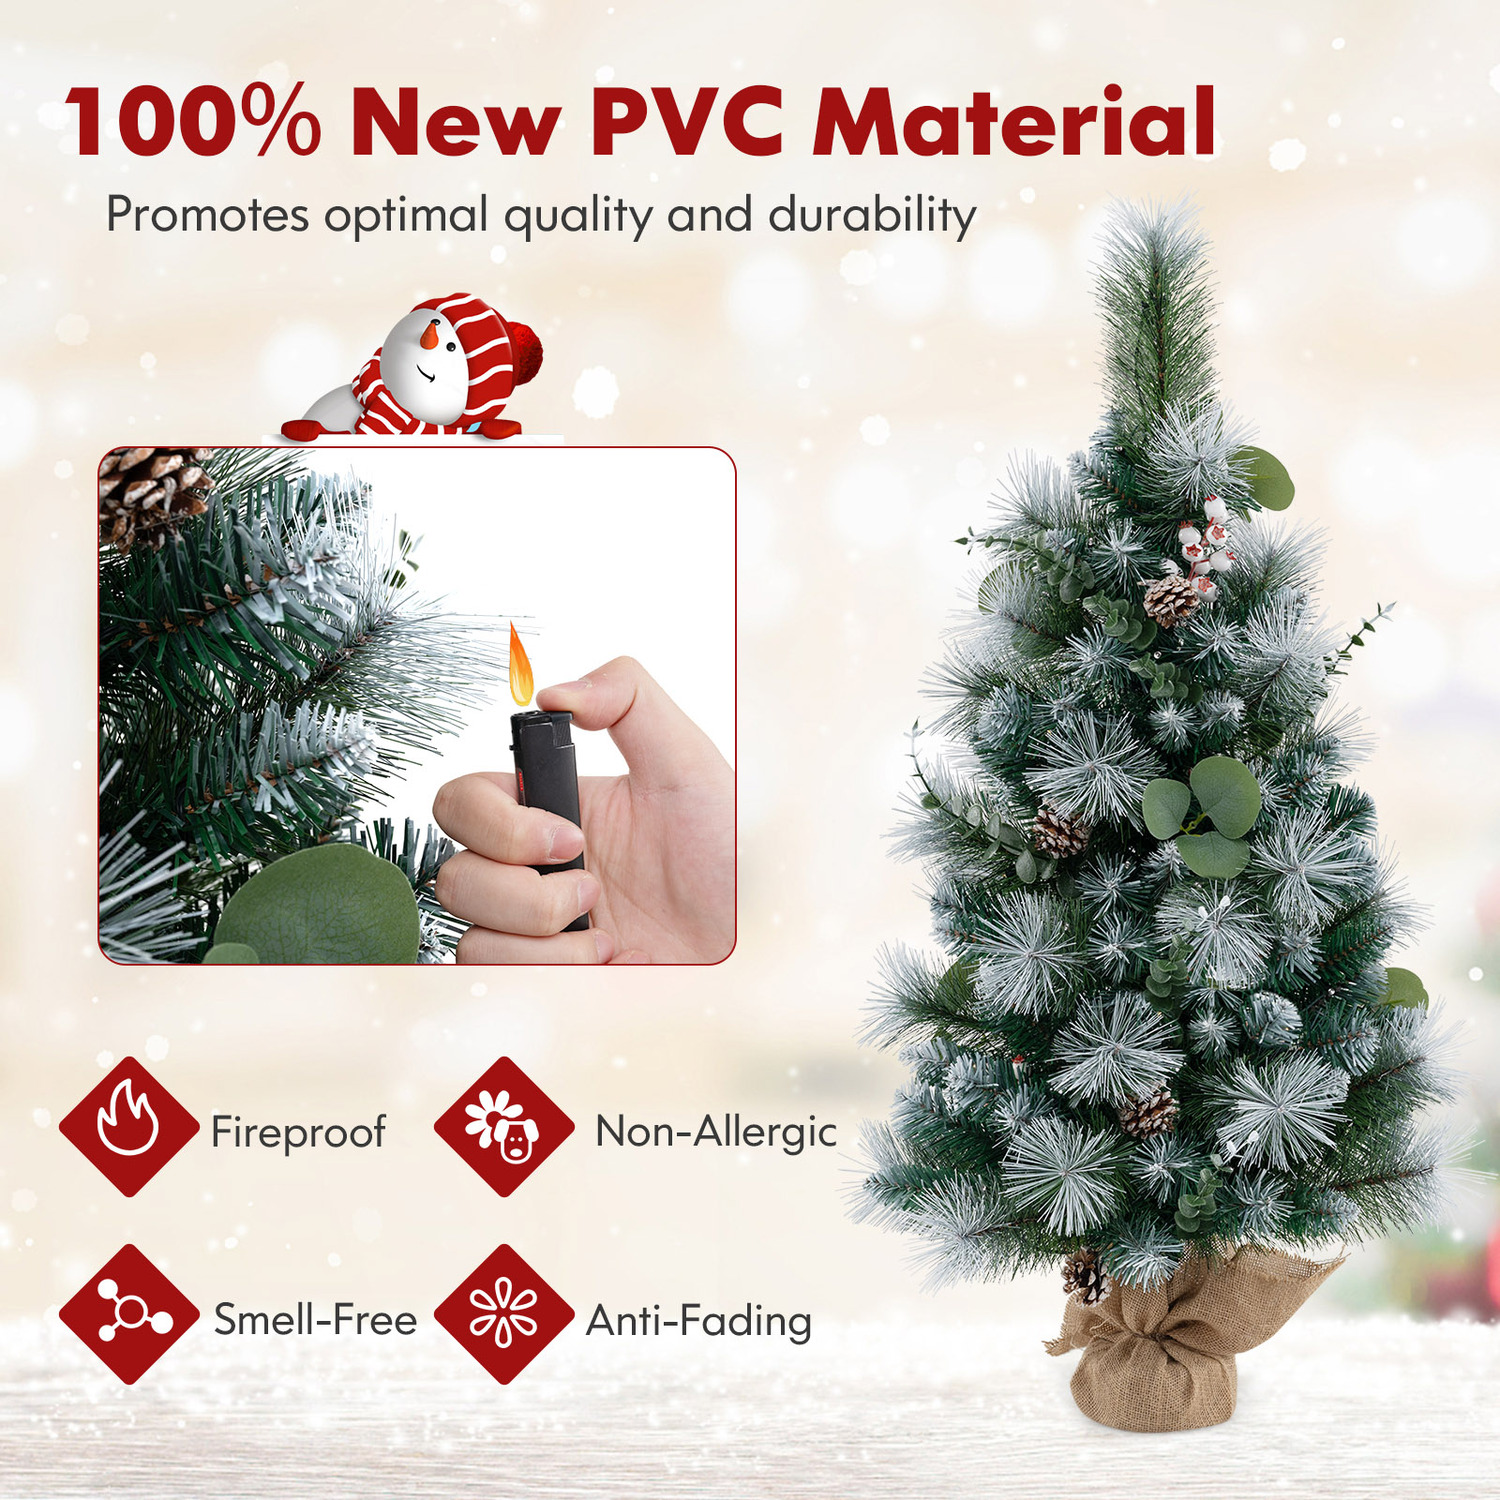 100% New PVC Material
Promotes optimal quality and durability
Fireproof
Non-Allergic
Smell-Free
Anti-Fading